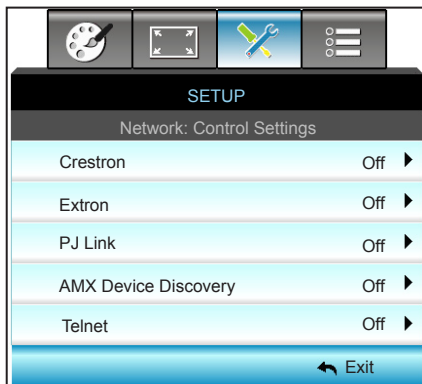 SETUP
Network: Control Settings
Crestron Off
Extron Off
PJ Link Off
AMX Device Discovery Off
Telnet Off
Exit